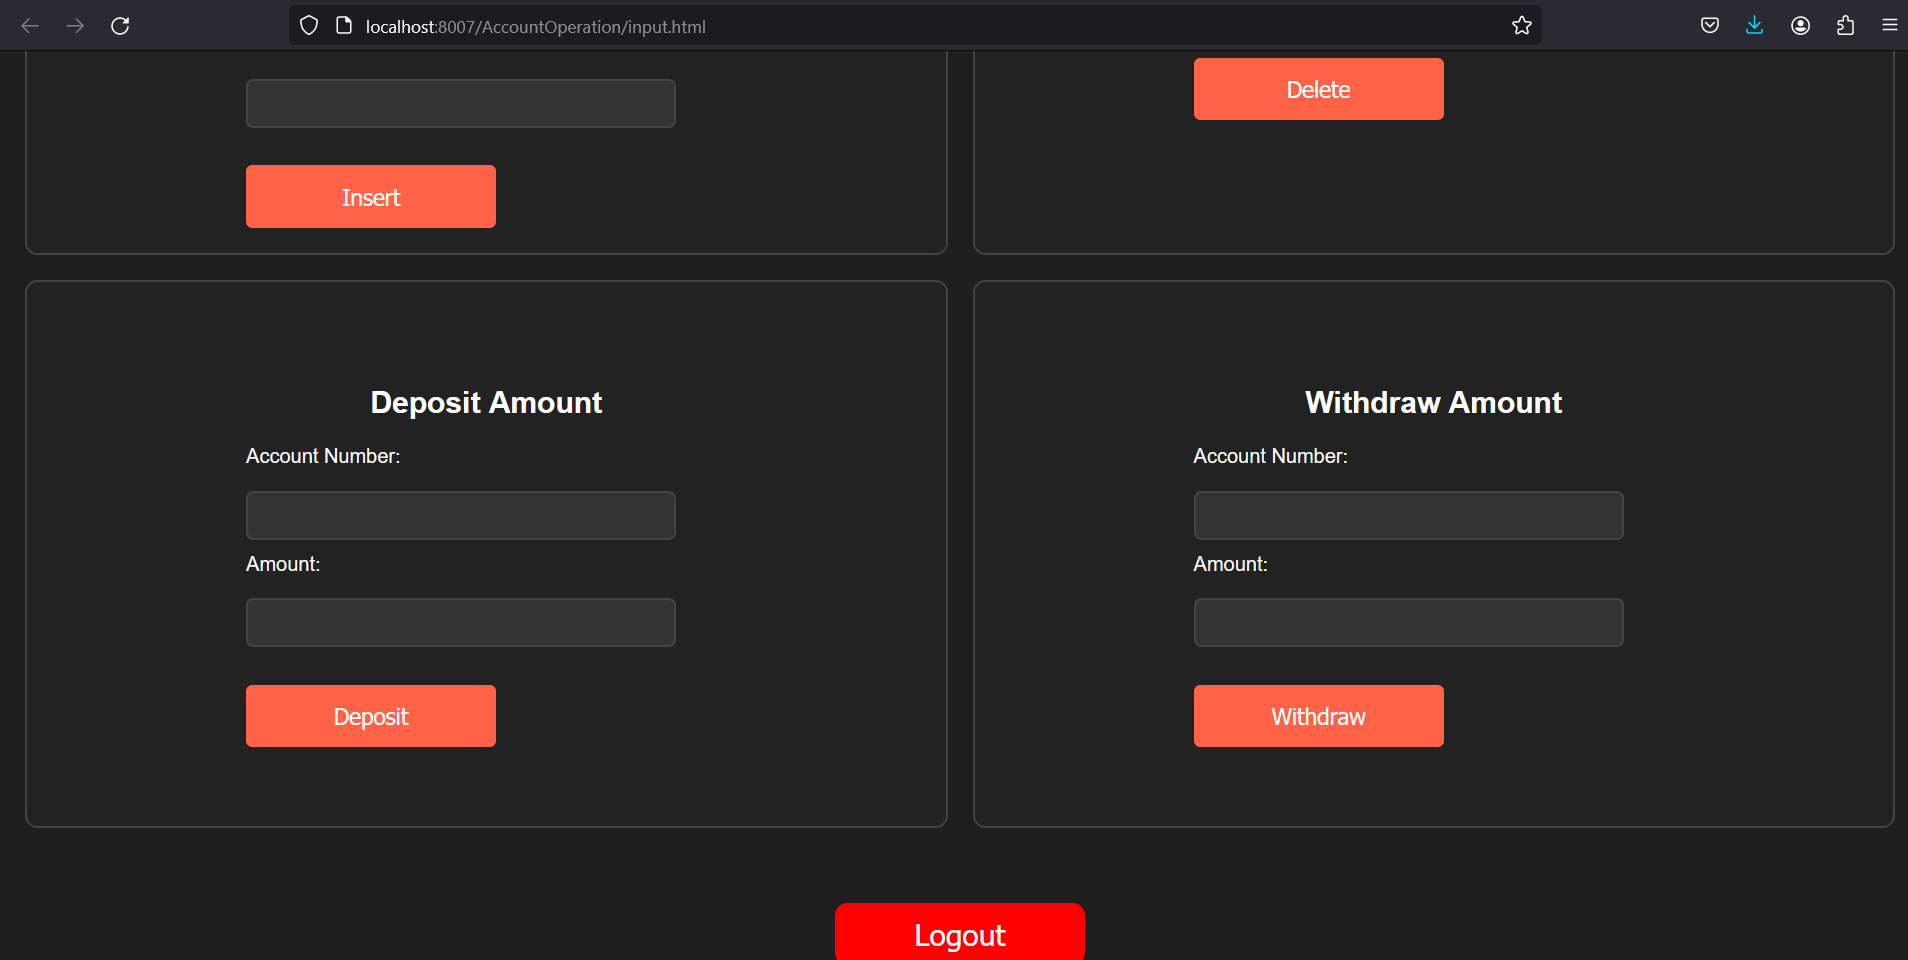 localhost:8007/AccountOperation/input.html
Delete
Insert
Deposit Amount
Account Number:
Amount:
Deposit
Withdraw Amount
Account Number:
Amount:
Withdraw
Logout